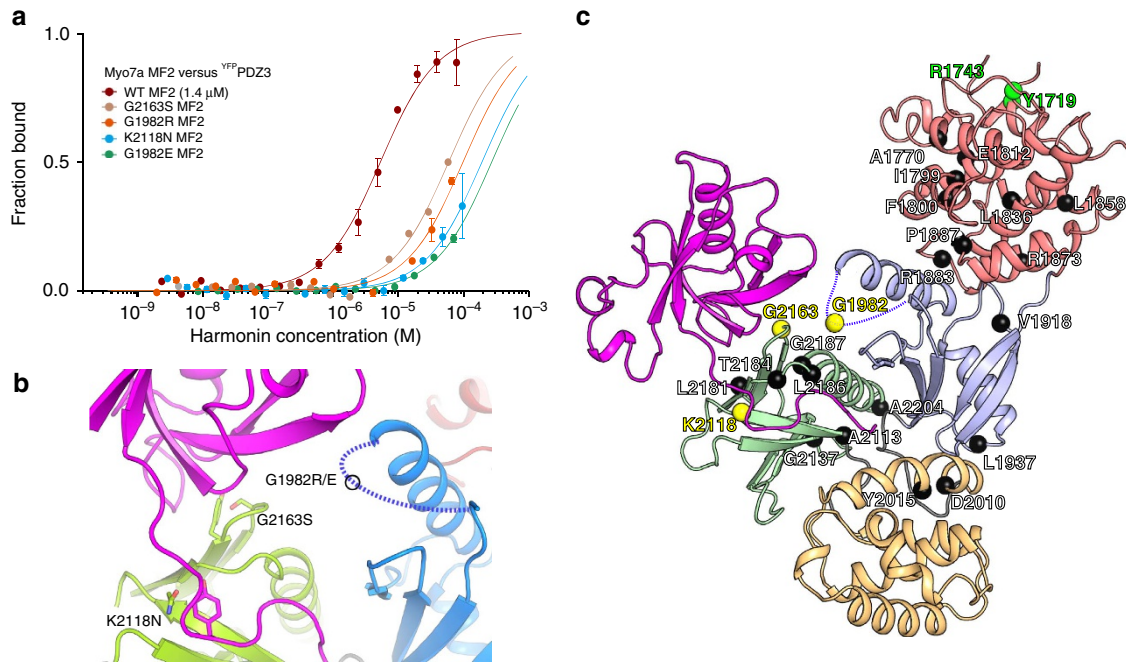 a
1.0
0.5
0.0
Fraction bound
Myo7a MF2 versus YFPPDZ3
WT MF2 (1.4 μM)
G2163S MF2
G1982R MF2
K2118N MF2
G1982E MF2
10−9
10−8
10−7
10−6
10−5
10−4
10−3
Harmonin concentration (M)
b
G1982R/E
G2163S
K2118N
c
R1743
Y1719
A1770
E1812
I1799
F1800
L1836
L1858
P1887
R1873
R1883
G2163
G1982
V1918
G2187
T2184
L2181
L2186
K2118
A2204
A2113
G2137
L1937
Y2015
D2010